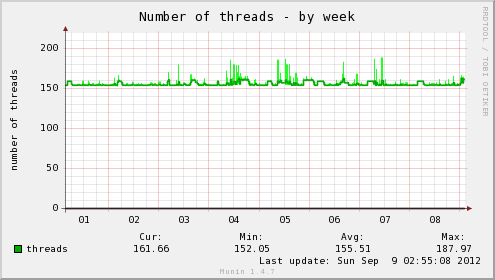 Number of threads - by week
RRDTOOL / TOBI OETIKER
number of threads
200
150
100
50
0
01 02 03 04 05 06 07 08
Cur: Min: Avg: Max:
threads 161.66 152.05 155.51 187.97
Last update: Sun Sep 9 02:55:08 2012
Munin 1.4.7